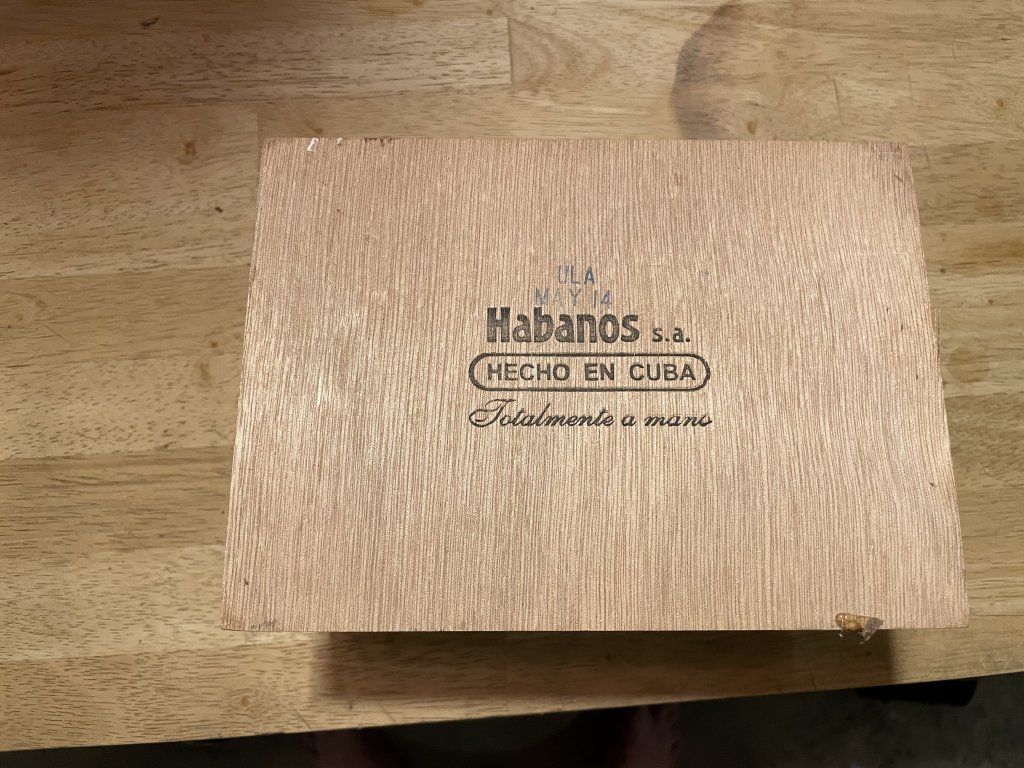 ULA
MAY 14
Habanos s.a.
HECHO EN CUBA
Totalmente a mano